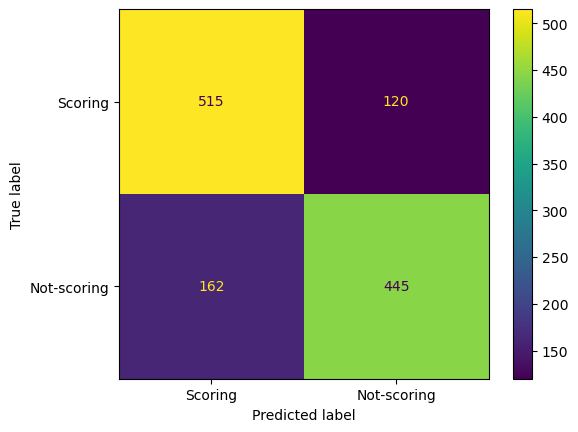 500
Scoring 515 120
450
400
True label
350
300
Not-scoring 162 445
250
200
150
Scoring Not-scoring
Predicted label